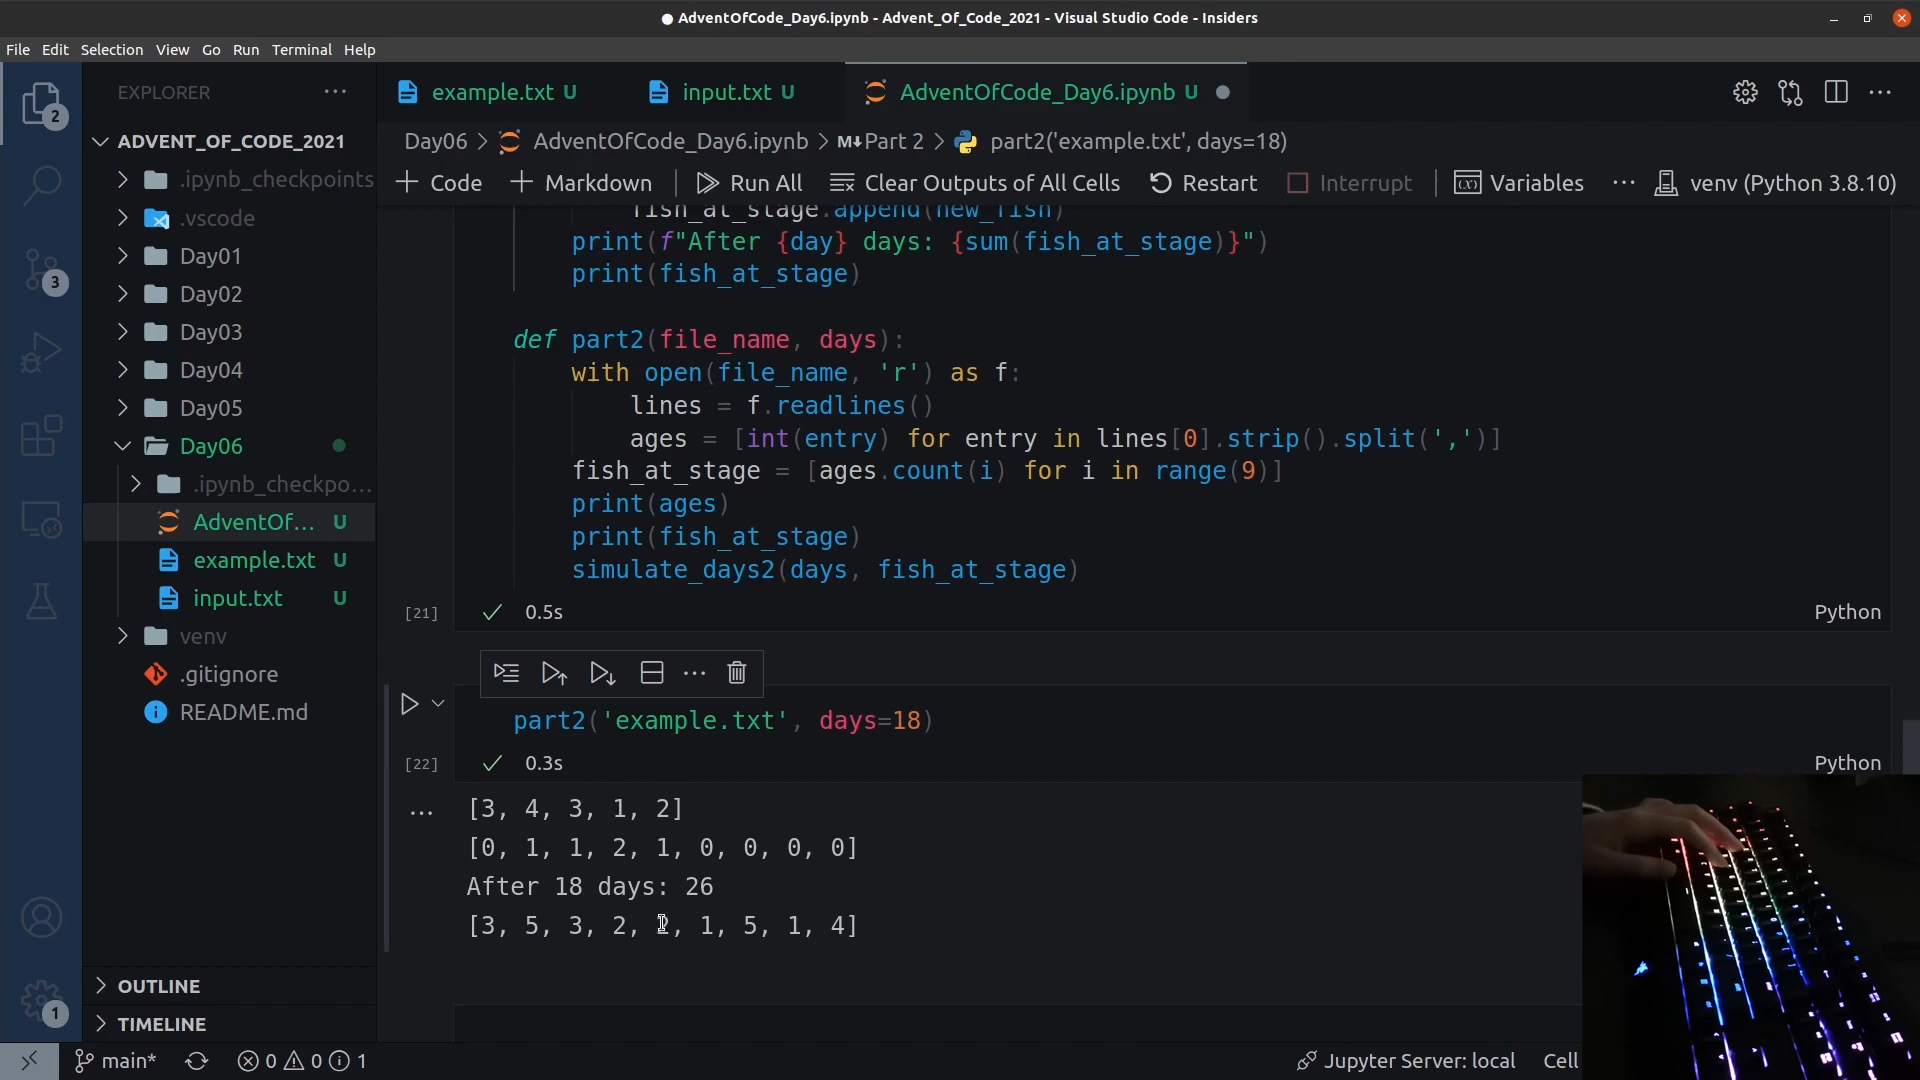 AdventOfCode_Day6.ipynb - Advent_Of_Code_2021 - Visual Studio Code - Insiders
File Edit Selection View Go Run Terminal Help
EXPLORER
example.txt U
input.txt U
AdventOfCode_Day6.ipynb U
2
ADVENT_OF_CODE_2021
Day06 > AdventOfCode_Day6.ipynb > M↓Part 2 > part2('example.txt', days=18)
+ Code + Markdown Run All Clear Outputs of All Cells Restart Interrupt Variables ... venv (Python 3.8.10)
.ipynb_checkpoints
.vscode
Day01
Day02
Day03
Day04
Day05
Day06
.ipynb_checkpo...
AdventOf... U
example.txt U
input.txt U
venv
.gitignore
README.md
3
fish_at_stage.append(new_fish)
print(f"After {day} days: {sum(fish_at_stage)}")
print(fish_at_stage)
def part2(file_name, days):
with open(file_name, 'r') as f:
lines = f.readlines()
ages = [int(entry) for entry in lines[0].strip().split(',')]
fish_at_stage = [ages.count(i) for i in range(9)]
print(ages)
print(fish_at_stage)
simulate_days2(days, fish_at_stage)
[21] 0.5s Python
part2('example.txt', days=18)
[22] 0.3s Python
[3, 4, 3, 1, 2]
[0, 1, 1, 2, 1, 0, 0, 0, 0]
After 18 days: 26
[3, 5, 3, 2, 2, 1, 5, 1, 4]
OUTLINE
TIMELINE
1
main* 0 0 1 Jupyter Server: local Cell